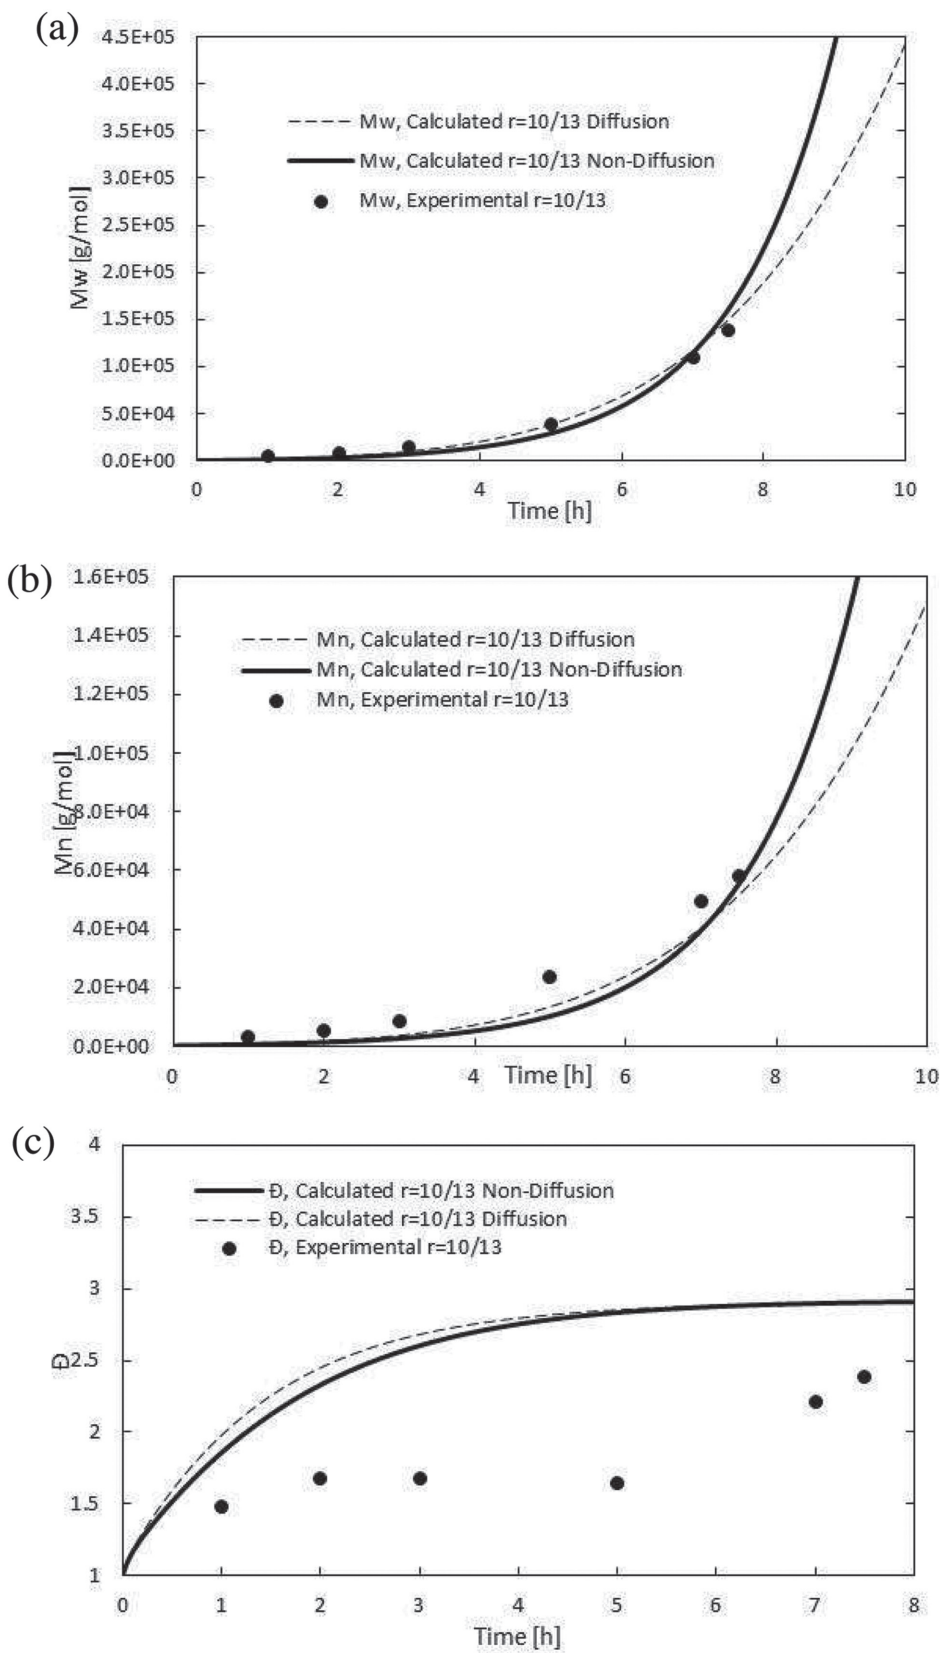 (a)
4.5E+05
4.0E+05
3.5E+05
3.0E+05
2.5E+05
2.0E+05
1.5E+05
1.0E+05
5.0E+04
0.0E+00
Mw [g/mol]
Mw, Calculated r=10/13 Diffusion
Mw, Calculated r=10/13 Non-Diffusion
Mw, Experimental r=10/13
0 2 4 6 8 10
Time [h]
(b)
1.6E+05
1.4E+05
1.2E+05
1.0E+05
8.0E+04
6.0E+04
4.0E+04
2.0E+04
0.0E+00
Mn [g/mol]
Mn, Calculated r=10/13 Diffusion
Mn, Calculated r=10/13 Non-Diffusion
Mn, Experimental r=10/13
0 2 4 6 8 10
Time [h]
(c)
4
3.5
3
2.5
2
1.5
1
Đ
Đ, Calculated r=10/13 Non-Diffusion
Đ, Calculated r=10/13 Diffusion
Đ, Experimental r=10/13
0 1 2 3 4 5 6 7 8
Time [h]